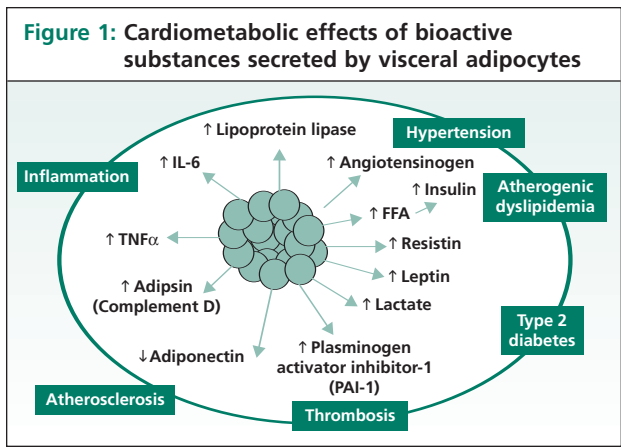 Figure 1: Cardiometabolic effects of bioactive
substances secreted by visceral adipocytes
↑ Lipoprotein lipase
Hypertension
↑ IL-6
↑ Angiotensinogen
Inflammation
↑ Insulin
Atherogenic
dyslipidemia
↑ FFA
↑ TNFα
↑ Resistin
↑ Adipsin
(Complement D)
↑ Leptin
↑ Lactate
Type 2
diabetes
↓ Adiponectin
↑ Plasminogen
activator inhibitor-1
(PAI-1)
Atherosclerosis
Thrombosis